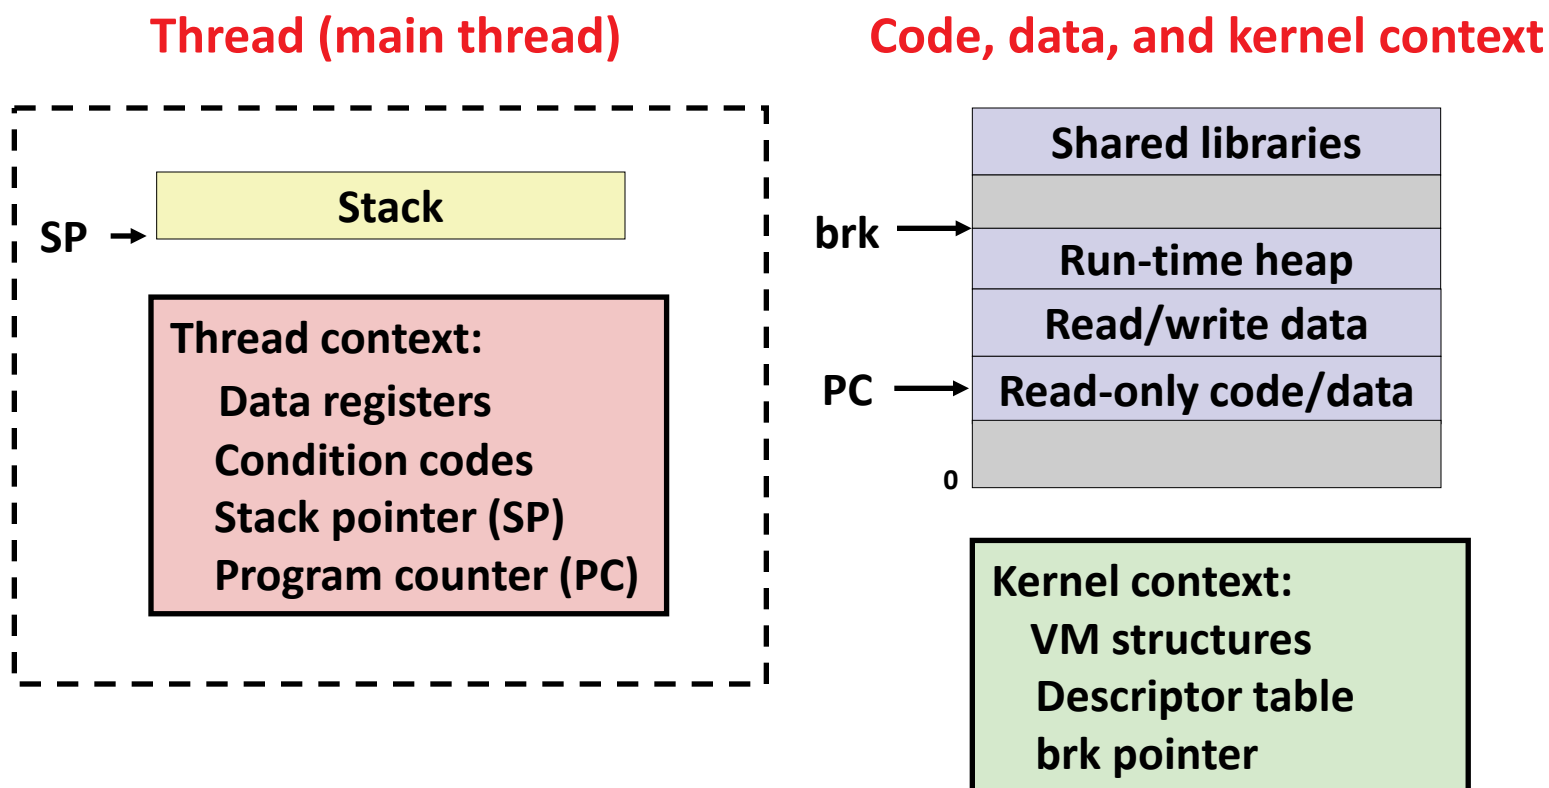 Thread (main thread)
Stack
SP
Thread context:
Data registers
Condition codes
Stack pointer (SP)
Program counter (PC)
Code, data, and kernel context
Shared libraries
brk
Run-time heap
Read/write data
PC
Read-only code/data
0
Kernel context:
VM structures
Descriptor table
brk pointer